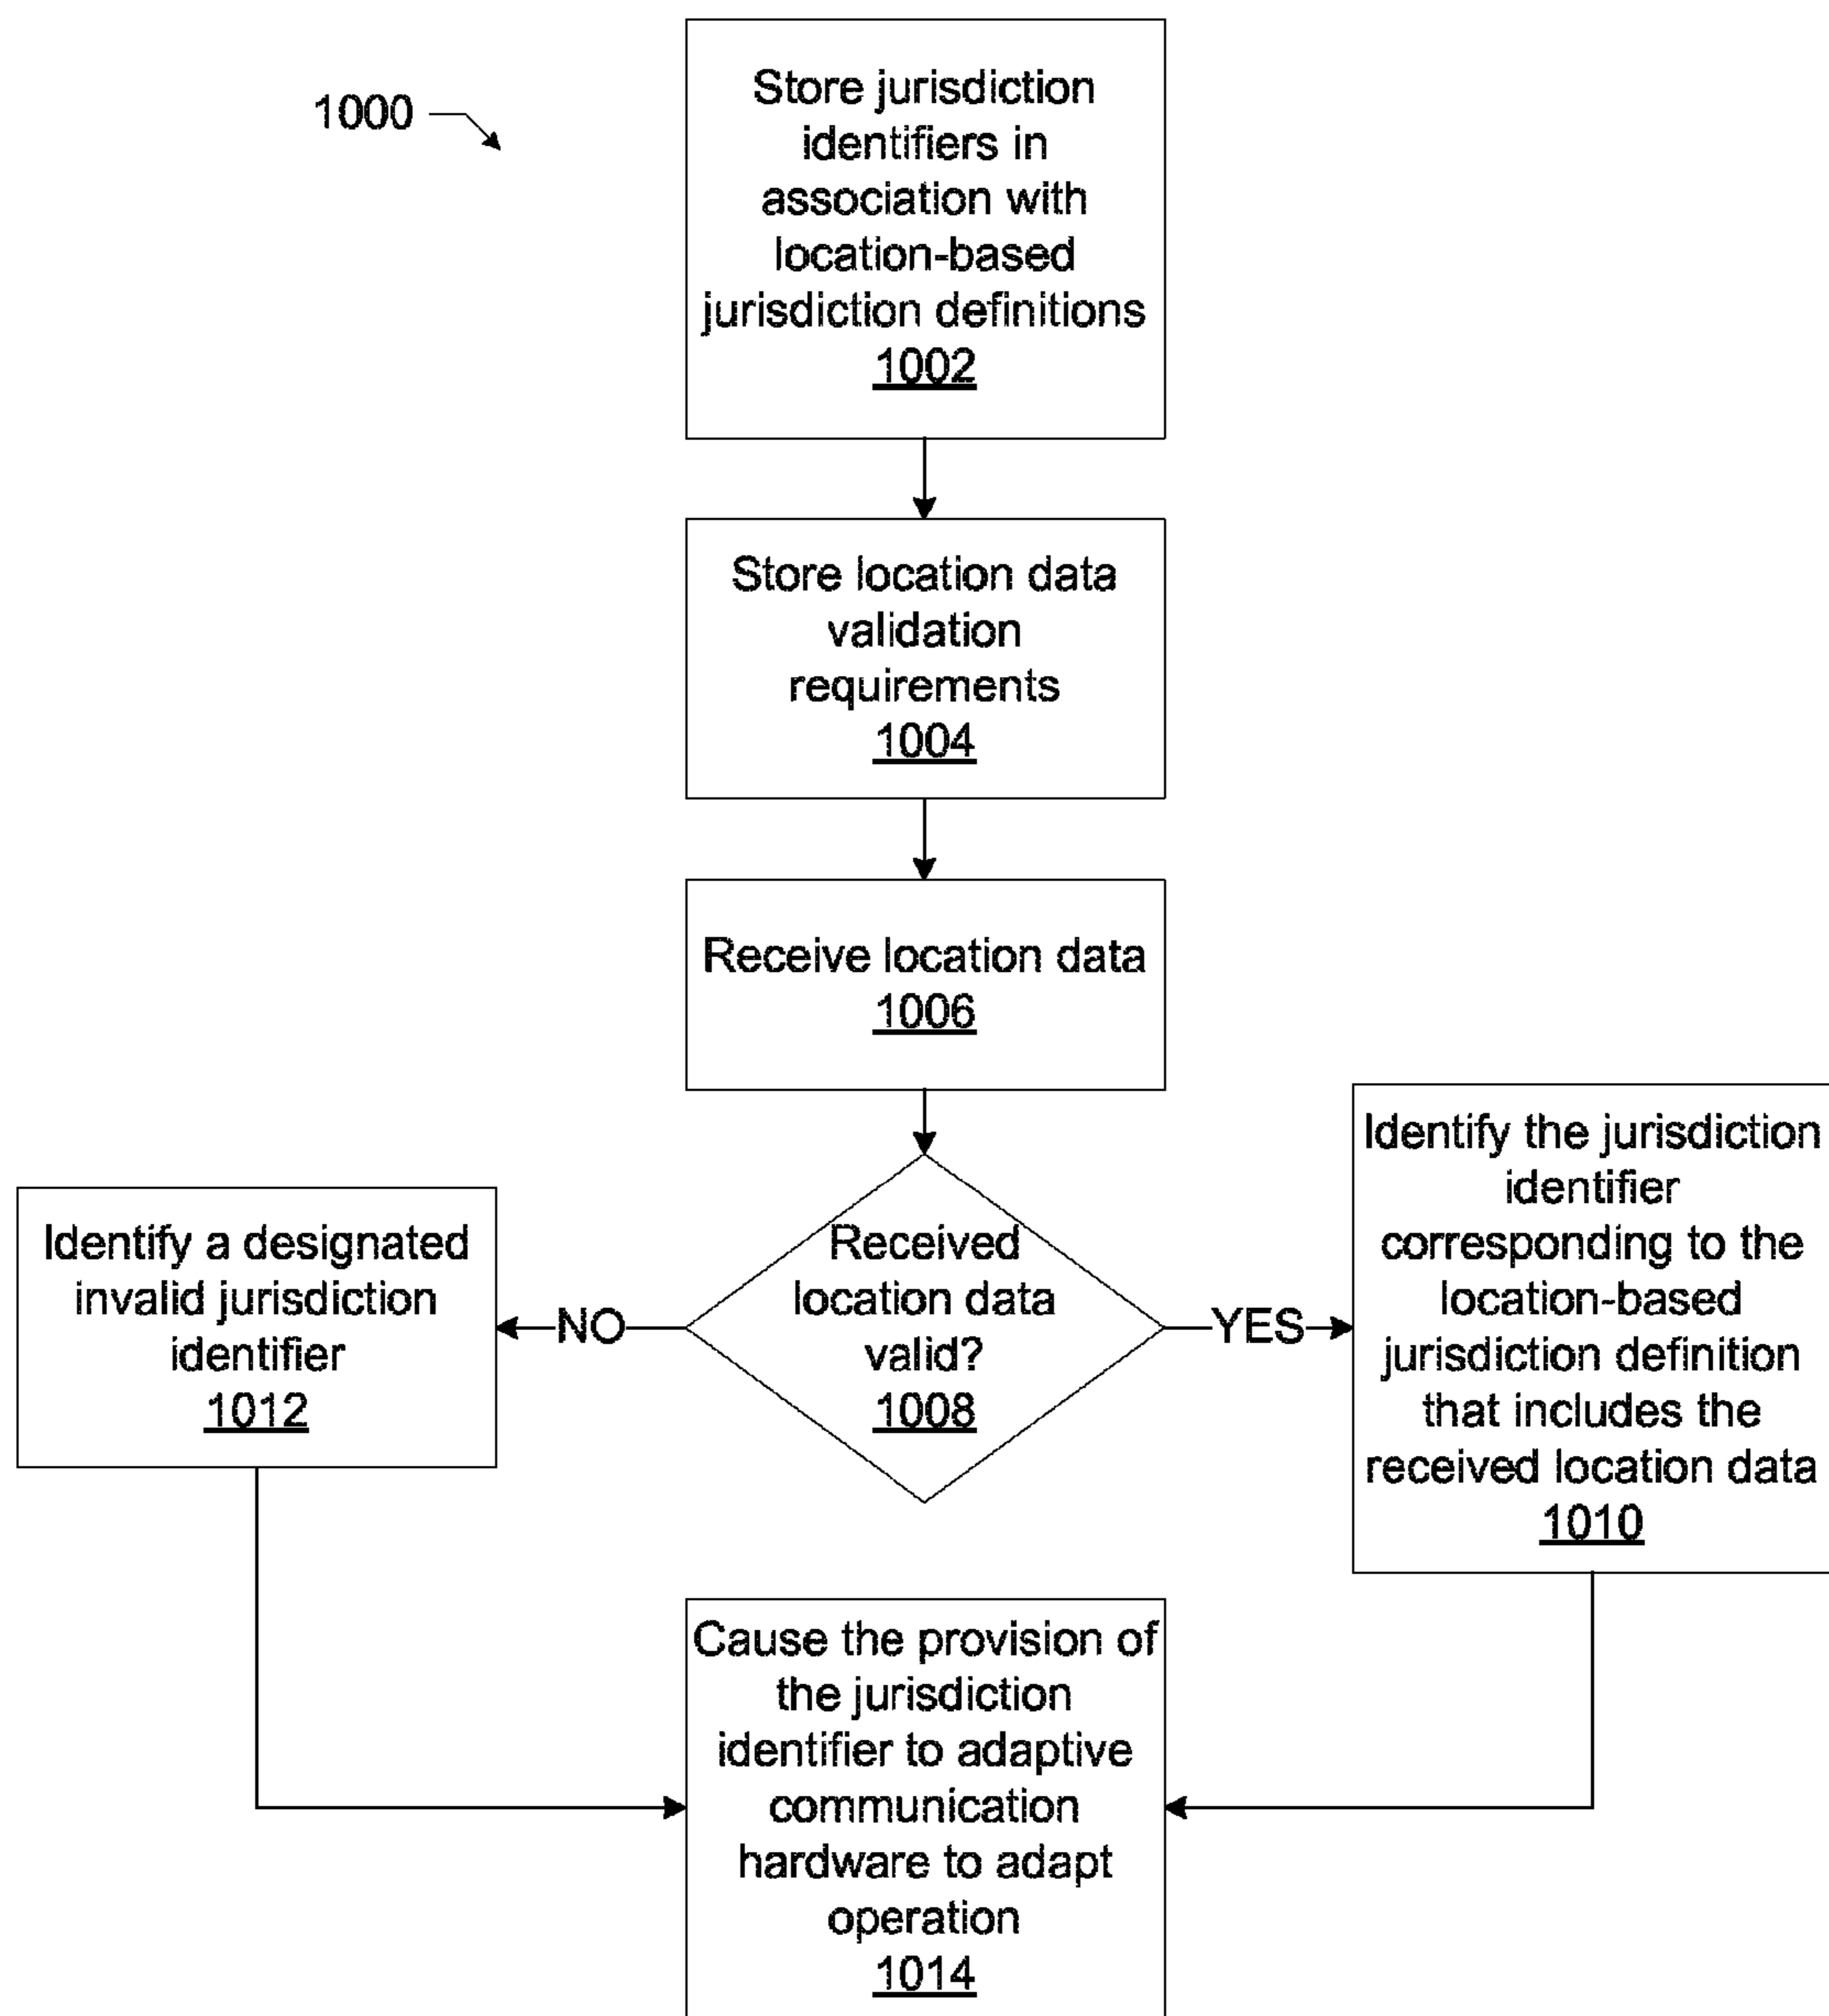 1000
Store jurisdiction
identifiers in
association with
location-based
jurisdiction definitions
1002
Store location data
validation
requirements
1004
Receive location data
1006
Received
location data
valid?
1008
NO
YES
Identify a designated
invalid jurisdiction
identifier
1012
Identify the jurisdiction
identifier
corresponding to the
location-based
jurisdiction definition
that includes the
received location data
1010
Cause the provision of
the jurisdiction
identifier to adaptive
communication
hardware to adapt
operation
1014